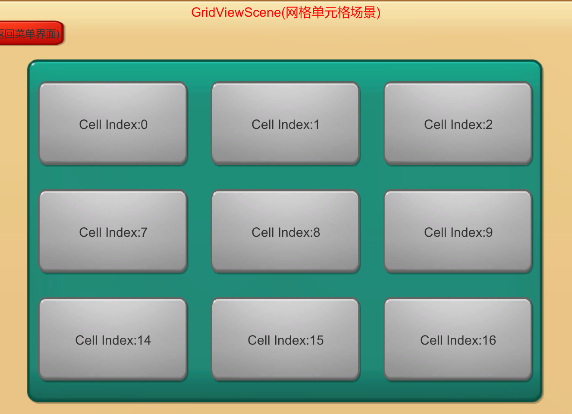 GridViewScene(网格单元格场景)
回菜单界面)
Cell Index:0
Cell Index:1
Cell Index:2
Cell Index:7
Cell Index:8
Cell Index:9
Cell Index:14
Cell Index:15
Cell Index:16